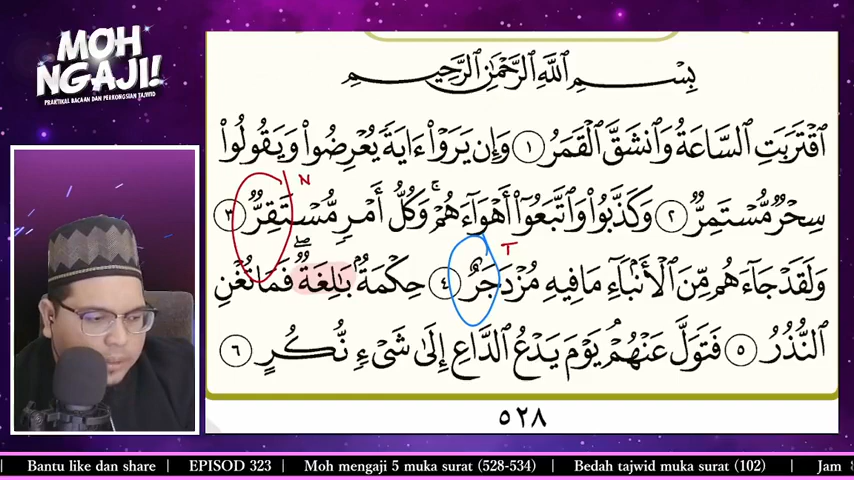 MOH
NGAJI!
PRAKTIKAL BACAAN DAN PERKONGSIAN TAJWID
بِسْمِ ٱللَّهِ ٱلرَّحْمَٰنِ ٱلرَّحِيمِ
ٱقْتَرَبَتِ ٱلسَّاعَةُ وَٱنشَقَّ ٱلْقَمَرُ ١ وَإِن يَرَوْا۟ ءَايَةً يُعْرِضُوا۟ وَيَقُولُوا۟
سِحْرٌ مُّسْتَمِرٌّ ٢ وَكَذَّبُوا۟ وَٱتَّبَعُوٓا۟ أَهْوَآءَهُمْ ۚ وَكُلُّ أَمْرٍ مُّسْتَقِرٌّ ٣
N
وَلَقَدْ جَآءَهُم مِّنَ ٱلْأَنۢبَآءِ مَا فِيهِ مُزْدَجَرٌ ٤ حِكْمَةٌۢ بَٰلِغَةٌ ۖ فَمَا تُغْنِ
T
ٱلنُّذُرُ ٥ فَتَوَلَّ عَنْهُمْ ۘ يَوْمَ يَدْعُ ٱلدَّاعِ إِلَىٰ شَىْءٍ نُّكُرٍ ٦
٥٢٨
| Bantu like dan share | EPISOD 323 | Moh mengaji 5 muka surat (528-534) | Bedah tajwid muka surat (102) | Jam